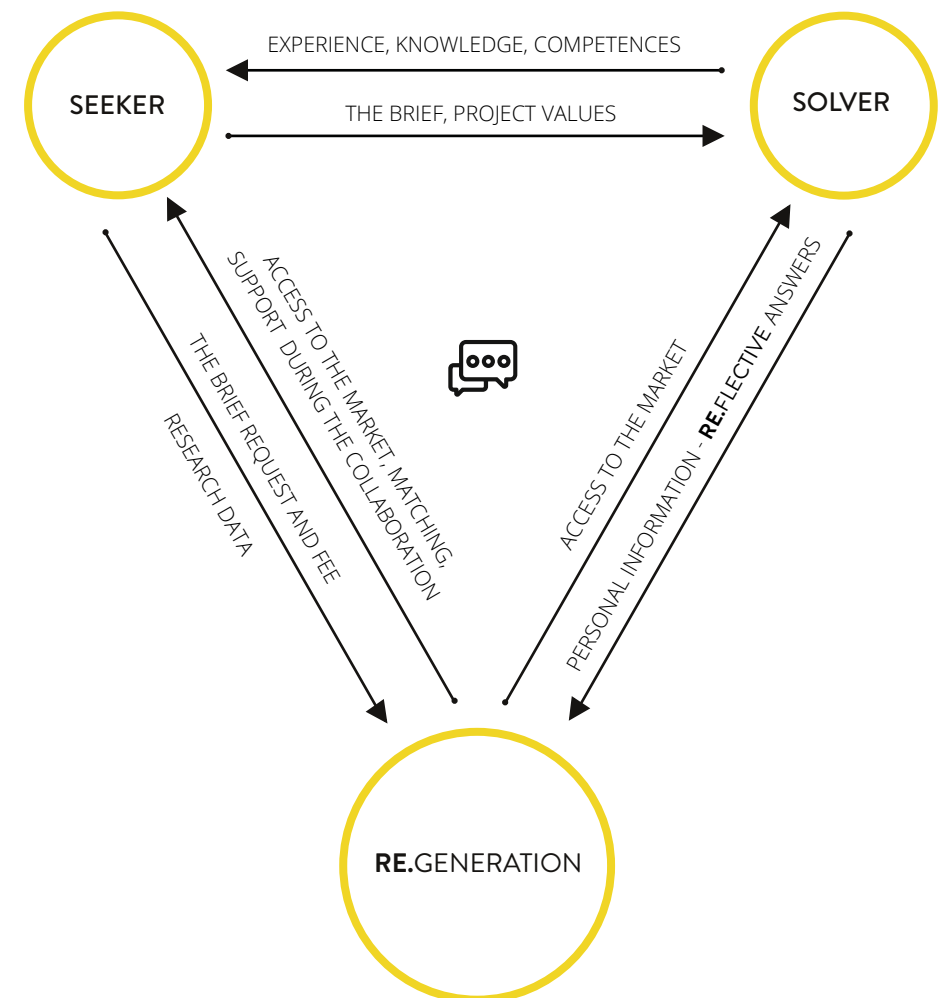 EXPERIENCE, KNOWLEDGE, COMPETENCES
SEEKER
SOLVER
THE BRIEF, PROJECT VALUES
ACCESS TO THE MARKET, MATCHING,
SUPPORT DURING THE COLLABORATION
THE BRIEF REQUEST AND FEE
RESEARCH DATA
ACCESS TO THE MARKET
PERSONAL INFORMATION - RE.FLECTIVE ANSWERS
RE.GENERATION